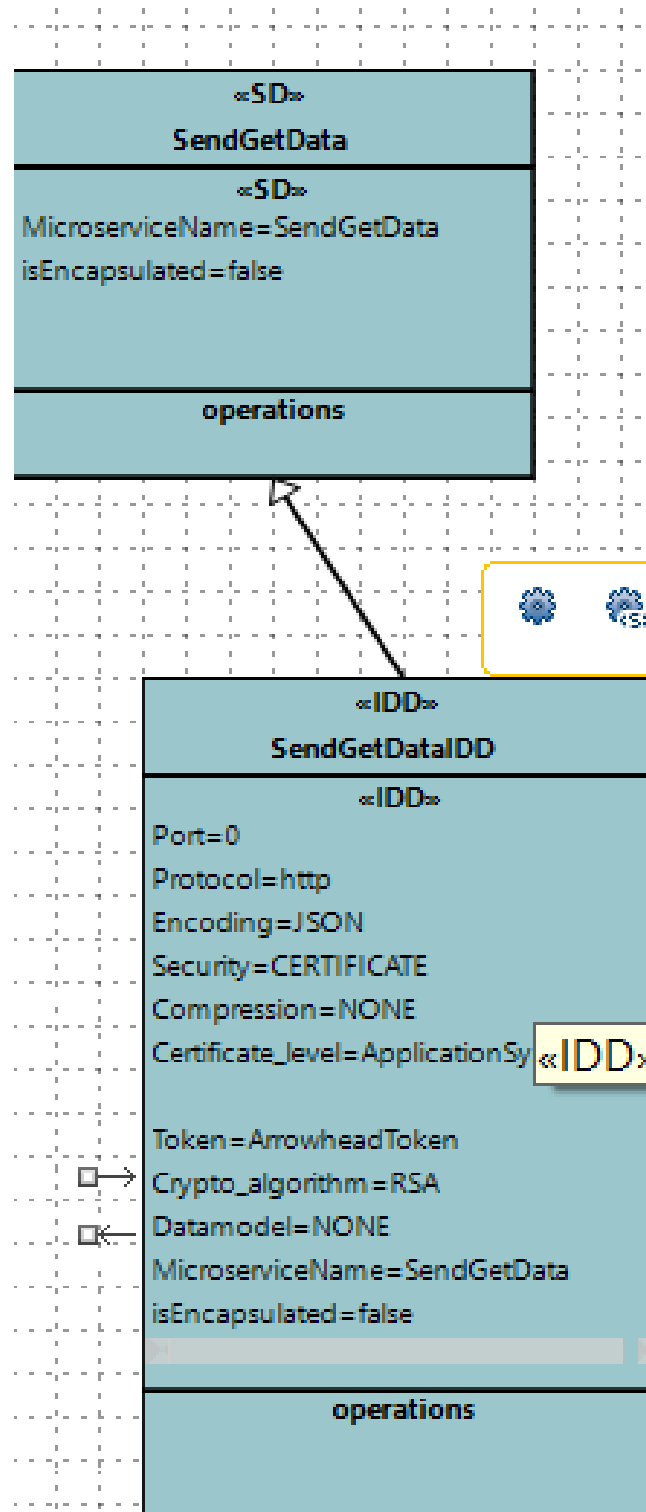 «SD»
SendGetData
«SD»
MicroserviceName=SendGetData
isEncapsulated=false
operations
«IDD»
SendGetDataIDD
«IDD»
Port=0
Protocol=http
Encoding=JSON
Security=CERTIFICATE
Compression=NONE
Certificate_level=ApplicationSy
«IDD»
Token=ArrowheadToken
Crypto_algorithm=RSA
Datamodel=NONE
MicroserviceName=SendGetData
isEncapsulated=false
operations